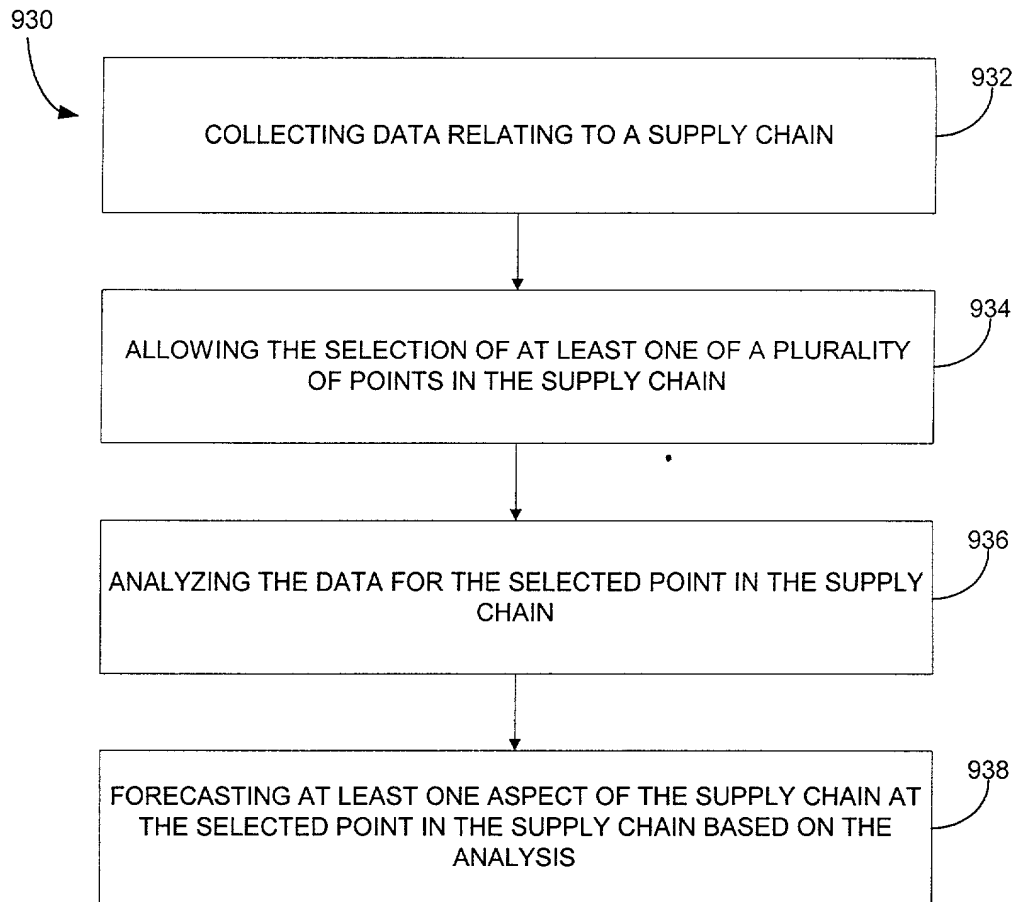 930
932
COLLECTING DATA RELATING TO A SUPPLY CHAIN
934
ALLOWING THE SELECTION OF AT LEAST ONE OF A PLURALITY
OF POINTS IN THE SUPPLY CHAIN
936
ANALYZING THE DATA FOR THE SELECTED POINT IN THE SUPPLY
CHAIN
938
FORECASTING AT LEAST ONE ASPECT OF THE SUPPLY CHAIN AT
THE SELECTED POINT IN THE SUPPLY CHAIN BASED ON THE
ANALYSIS